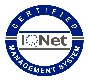 CERTIFIED
IQNet
MANAGEMENT SYSTEM